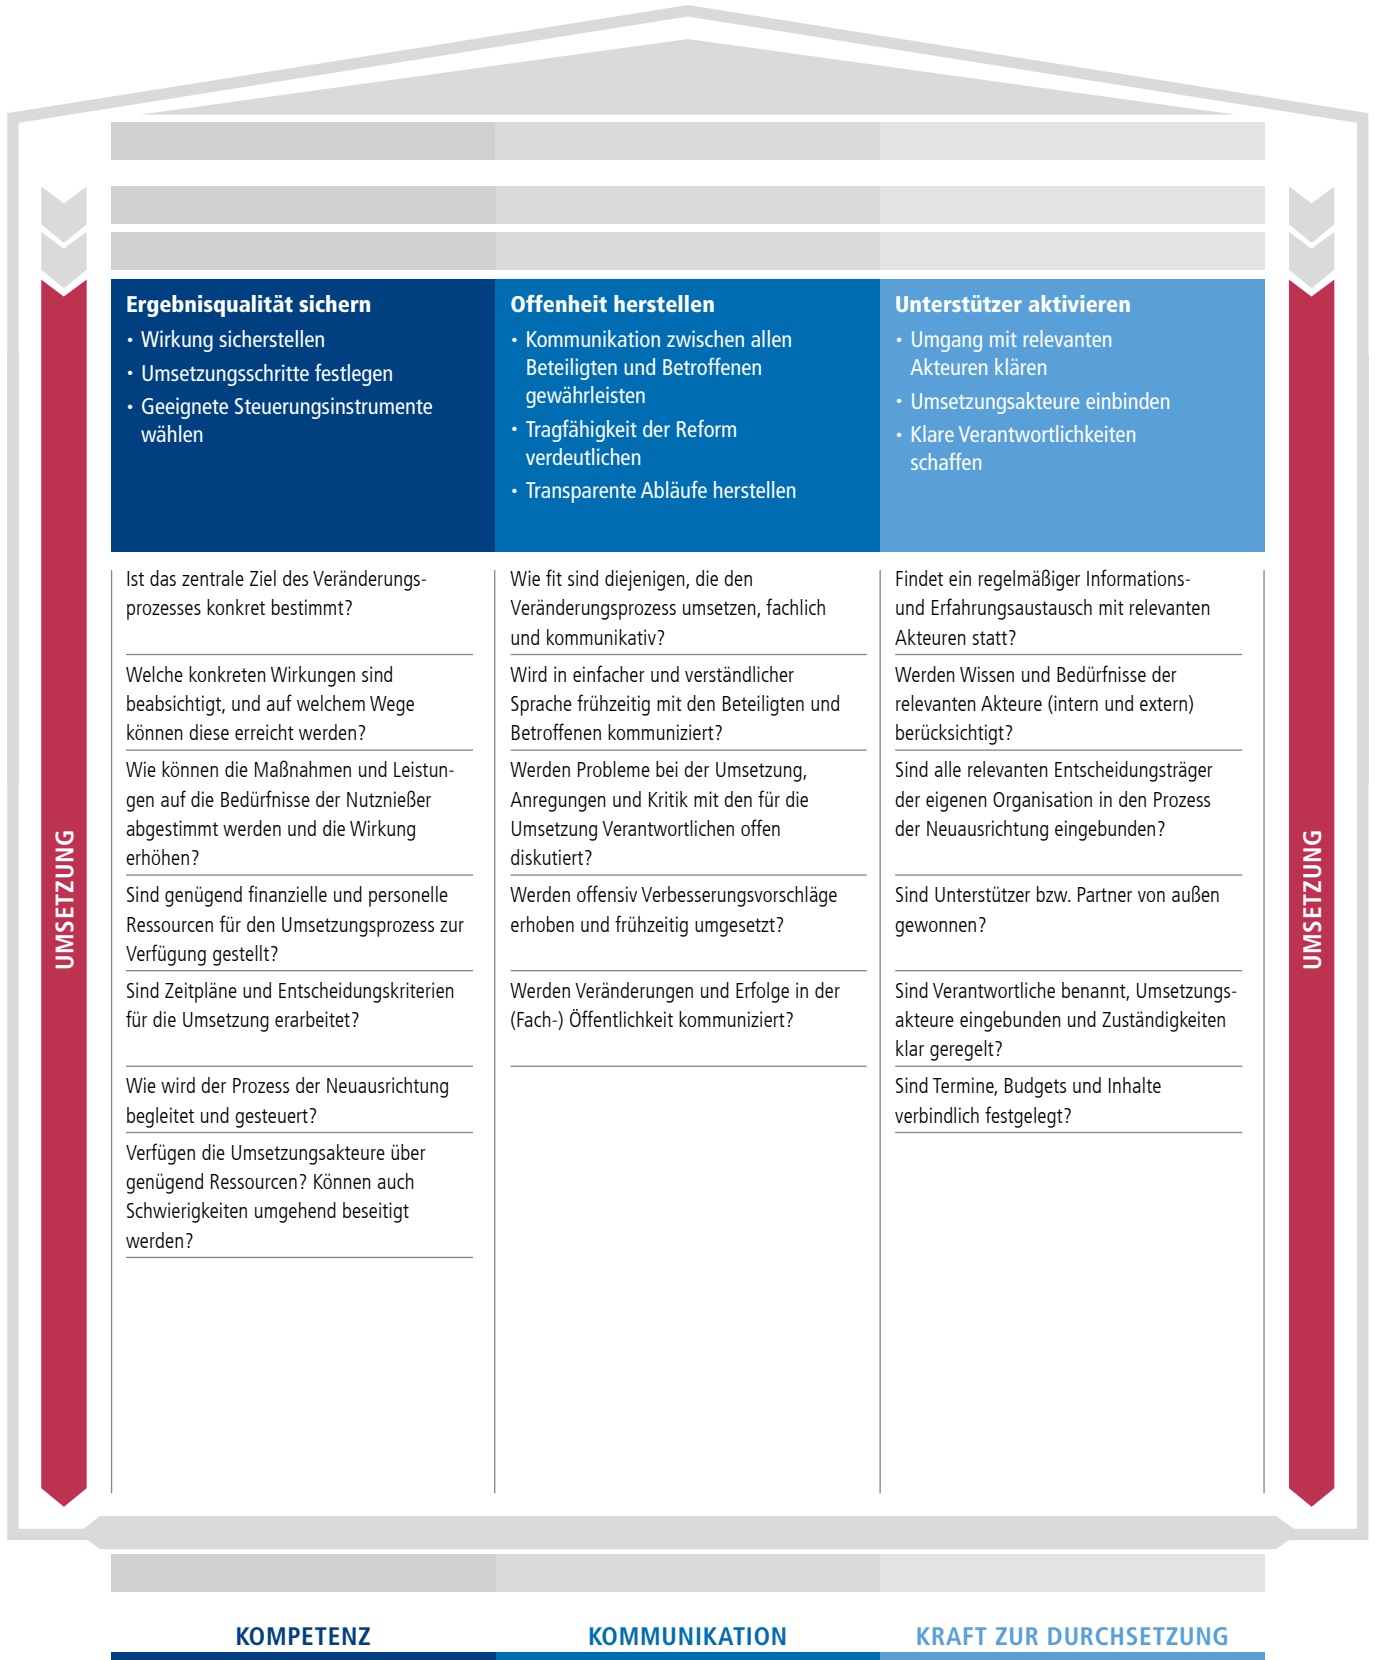 Ergebnisqualität sichern
· Wirkung sicherstellen
· Umsetzungsschritte festlegen
· Geeignete Steuerungsinstrumente
wählen
Offenheit herstellen
· Kommunikation zwischen allen
Beteiligten und Betroffenen
gewährleisten
· Tragfähigkeit der Reform
verdeutlichen
· Transparente Abläufe herstellen
Unterstützer aktivieren
· Umgang mit relevanten
Akteuren klären
· Umsetzungsakteure einbinden
· Klare Verantwortlichkeiten
schaffen
UMSETZUNG
Ist das zentrale Ziel des Veränderungs-
prozesses konkret bestimmt?
Welche konkreten Wirkungen sind
beabsichtigt, und auf welchem Wege
können diese erreicht werden?
Wie können die Maßnahmen und Leistun-
gen auf die Bedürfnisse der Nutznießer
abgestimmt werden und die Wirkung
erhöhen?
Sind genügend finanzielle und personelle
Ressourcen für den Umsetzungsprozess zur
Verfügung gestellt?
Sind Zeitpläne und Entscheidungskriterien
für die Umsetzung erarbeitet?
Wie wird der Prozess der Neuausrichtung
begleitet und gesteuert?
Verfügen die Umsetzungsakteure über
genügend Ressourcen? Können auch
Schwierigkeiten umgehend beseitigt
werden?
Wie fit sind diejenigen, die den
Veränderungsprozess umsetzen, fachlich
und kommunikativ?
Wird in einfacher und verständlicher
Sprache frühzeitig mit den Beteiligten und
Betroffenen kommuniziert?
Werden Probleme bei der Umsetzung,
Anregungen und Kritik mit den für die
Umsetzung Verantwortlichen offen
diskutiert?
Werden offensiv Verbesserungsvorschläge
erhoben und frühzeitig umgesetzt?
Werden Veränderungen und Erfolge in der
(Fach-) Öffentlichkeit kommuniziert?
Findet ein regelmäßiger Informations-
und Erfahrungsaustausch mit relevanten
Akteuren statt?
Werden Wissen und Bedürfnisse der
relevanten Akteure (intern und extern)
berücksichtigt?
Sind alle relevanten Entscheidungsträger
der eigenen Organisation in den Prozess
der Neuausrichtung eingebunden?
Sind Unterstützer bzw. Partner von außen
gewonnen?
Sind Verantwortliche benannt, Umsetzungs-
akteure eingebunden und Zuständigkeiten
klar geregelt?
Sind Termine, Budgets und Inhalte
verbindlich festgelegt?
UMSETZUNG
KOMPETENZ
KOMMUNIKATION
KRAFT ZUR DURCHSETZUNG